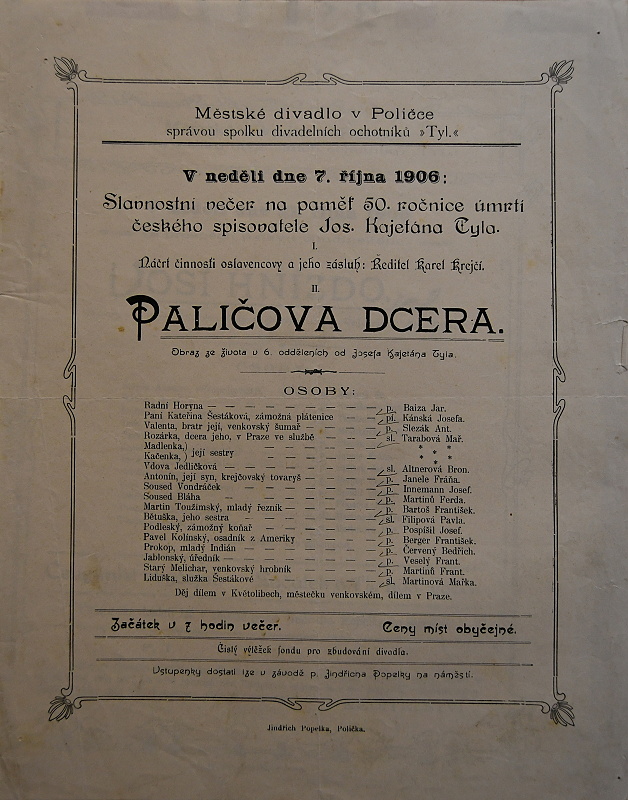 Městské divadlo v Poličce
správou spolku divadelních ochotníků »Tyl.«
V neděli dne 7. října 1906:
Slavnostní večer na paměť 50. ročnice úmrtí
českého spisovatele Jos. Kajetána Tyla.
I.
Náčrt činnosti oslavencovy a jeho zásluh: Ředitel Karel Krejčí.
II.
PALIČOVA DCERA.
Obraz ze života v 6. odděleních od Josefa Kajetána Tyla.
OSOBY:
Radní Horyna — p. Baiza Jar.
Paní Kateřina Šestáková, zámožná plátenice — pí. Kánská Josefa.
Valenta, bratr její, venkovský šumař — p. Slezák Ant.
Rozárka, dcera jeho, v Praze ve službě — sl. Tarabová Mař.
Madlenka,) její sestry — * *
Kačenka,) — * * *
Vdova Jedličková — sl. Altnerová Bron.
Antonín, její syn, krejčovský tovaryš — p. Janele Fráňa.
Soused Vondráček — p. Innemann Josef.
Soused Bláha — p. Martinů Ferda.
Martin Toužimský, mladý řezník — p. Bartoš František.
Bětuška, jeho sestra — sl. Filipová Pavla.
Podleský, zámožný koňař — p. Pospíšil Josef.
Pavel Kolínský, osadník z Ameriky — p. Berger František.
Prokop, mladý Indián — p. Červený Bedřich.
Jablonský, úředník — p. Veselý Frant.
Starý Melichar, venkovský hrobník — p. Martinů Frant.
Liduška, služka Šestákové — sl. Martinová Mařka.
Děj dílem v Květolibech, městečku venkovském, dílem v Praze.
Začátek v 7 hodin večer. Ceny míst obyčejné.
Čistý výtěžek fondu pro zbudování divadla.
Vstupenky dostati lze u závodě p. Jindřicha Popelky na náměstí.
Jindřich Popelka, Polička.